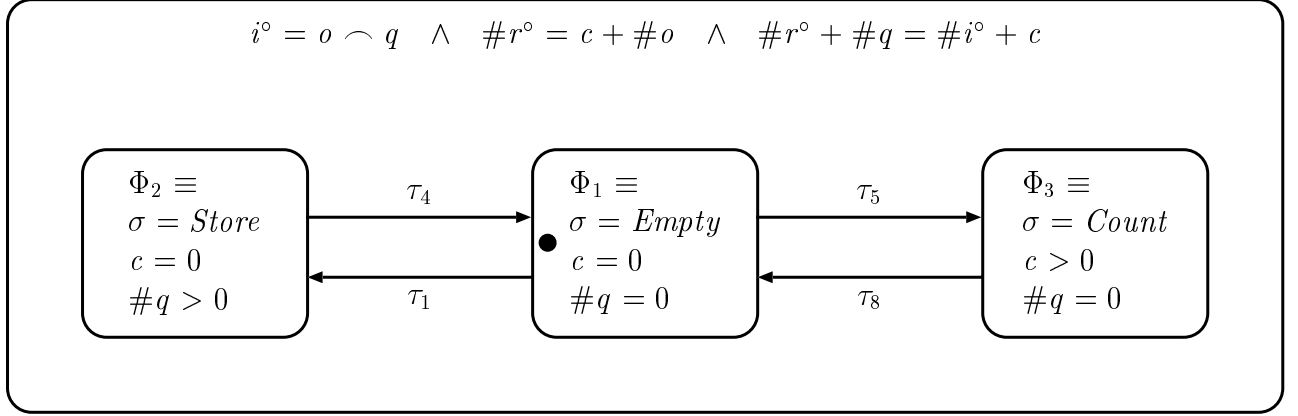 i° = o ⌢ q ∧ #r° = c + #o ∧ #r° + #q = #i° + c
Φ₂ ≡
σ = Store
c = 0
#q > 0
τ₄
τ₁
Φ₁ ≡
σ = Empty
c = 0
#q = 0
τ₅
τ₈
Φ₃ ≡
σ = Count
c > 0
#q = 0